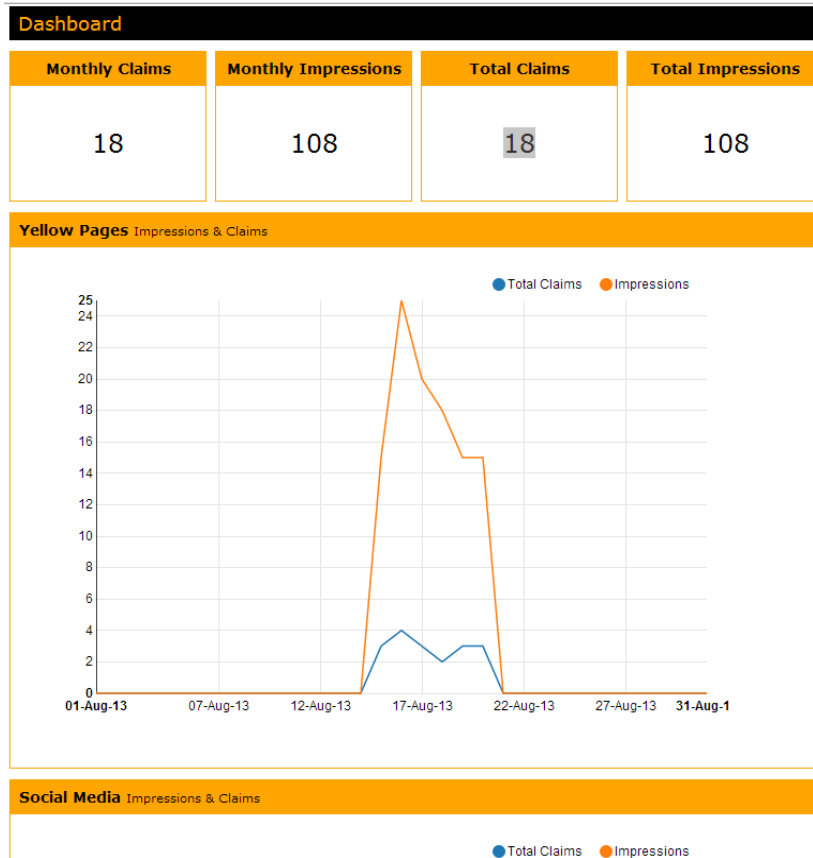 Dashboard
Monthly Claims Monthly Impressions Total Claims Total Impressions
18 108 18 108
Yellow Pages Impressions & Claims
Total Claims Impressions
25
24
22
20
18
16
14
12
10
8
6
4
2
0
01-Aug-13 07-Aug-13 12-Aug-13 17-Aug-13 22-Aug-13 27-Aug-13 31-Aug-1
Social Media Impressions & Claims
Total Claims Impressions